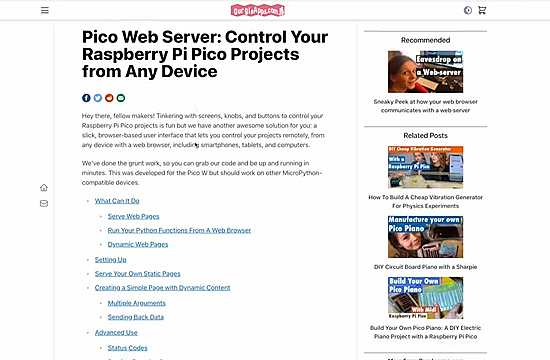 GurgleApps.com
Pico Web Server: Control Your
Raspberry Pi Pico Projects
from Any Device
Hey there, fellow makers! Tinkering with screens, knobs, and buttons to control your
Raspberry Pi Pico projects is fun but we have another awesome solution for you: a
slick, browser-based user interface that lets you control your projects remotely, from
any device with a web browser, including smartphones, tablets, and computers.
We've done the grunt work, so you can grab our code and be up and running in
minutes. This was developed for the Pico W but should work on other MicroPython-
compatible devices.
What Can It Do
Serve Web Pages
Run Your Python Functions From A Web Browser
Dynamic Web Pages
Setting Up
Serve Your Own Static Pages
Creating a Simple Page with Dynamic Content
Multiple Arguments
Sending Back Data
Advanced Use
Status Codes
Recommended
Eavesdrop on
a Web-server
Sneaky Peek at how your web browser
communicates with a web server
Related Posts
DIY Cheap Vibration Generator
With a
Raspberry Pi Pico
How To Build A Cheap Vibration Generator
For Physics Experiments
Manufacture your own
Pico Piano
DIY Circuit Board Piano with a Sharpie
Build Your Own
Pico Piano
With Midi
Raspberry Pi Pico
Build Your Own Pico Piano: A DIY Electric
Piano Project with a Raspberry Pi Pico